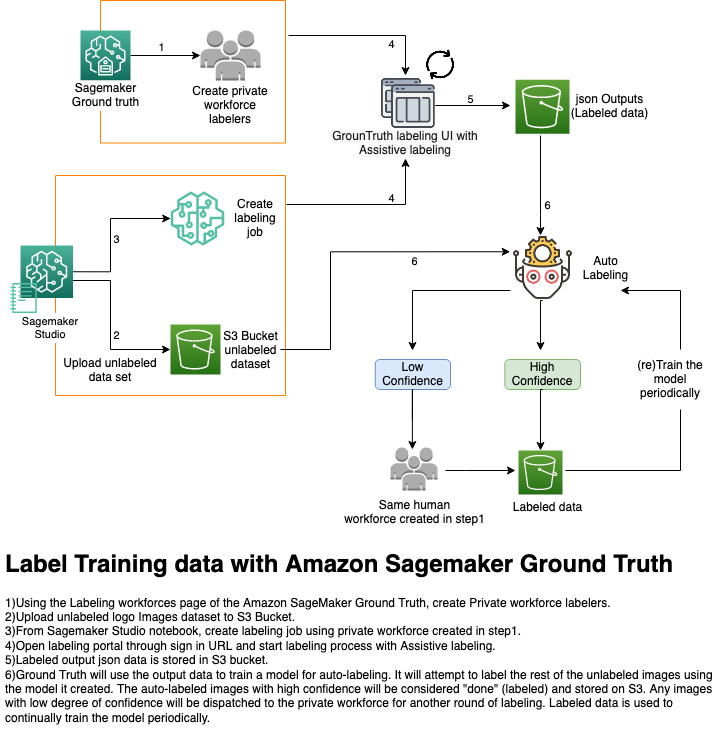 1
Sagemaker
Ground truth
Create private
workforce
labelers
4
GrounTruth labeling UI with
Assistive labeling
5
json Outputs
(Labeled data)
Create
labeling
job
4
3
6
6
Auto
Labeling
Sagemaker
Studio
2
Upload unlabeled
data set
S3 Bucket
unlabeled
dataset
Low
Confidence
High
Confidence
(re)Train the
the
model
periodically
Same human
workforce created in step1
Labeled data
Label Training data with Amazon Sagemaker Ground Truth
1)Using the Labeling workforces page of the Amazon SageMaker Ground Truth, create Private workforce labelers.
2)Upload unlabeled logo Images dataset to S3 Bucket.
3)From Sagemaker Studio notebook, create labeling job using private workforce created in step1.
4)Open labeling portal through sign in URL and start labeling process with Assistive labeling.
5)Labeled output json data is stored in S3 bucket.
6)Ground Truth will use the output data to train a model for auto-labeling. It will attempt to label the rest of the unlabeled images using
the model it created. The auto-labeled images with high confidence will be considered "done" (labeled) and stored on S3. Any images
with low degree of confidence will be dispatched to the private workforce for another round of labeling. Labeled data is used to
continually train the model periodically.